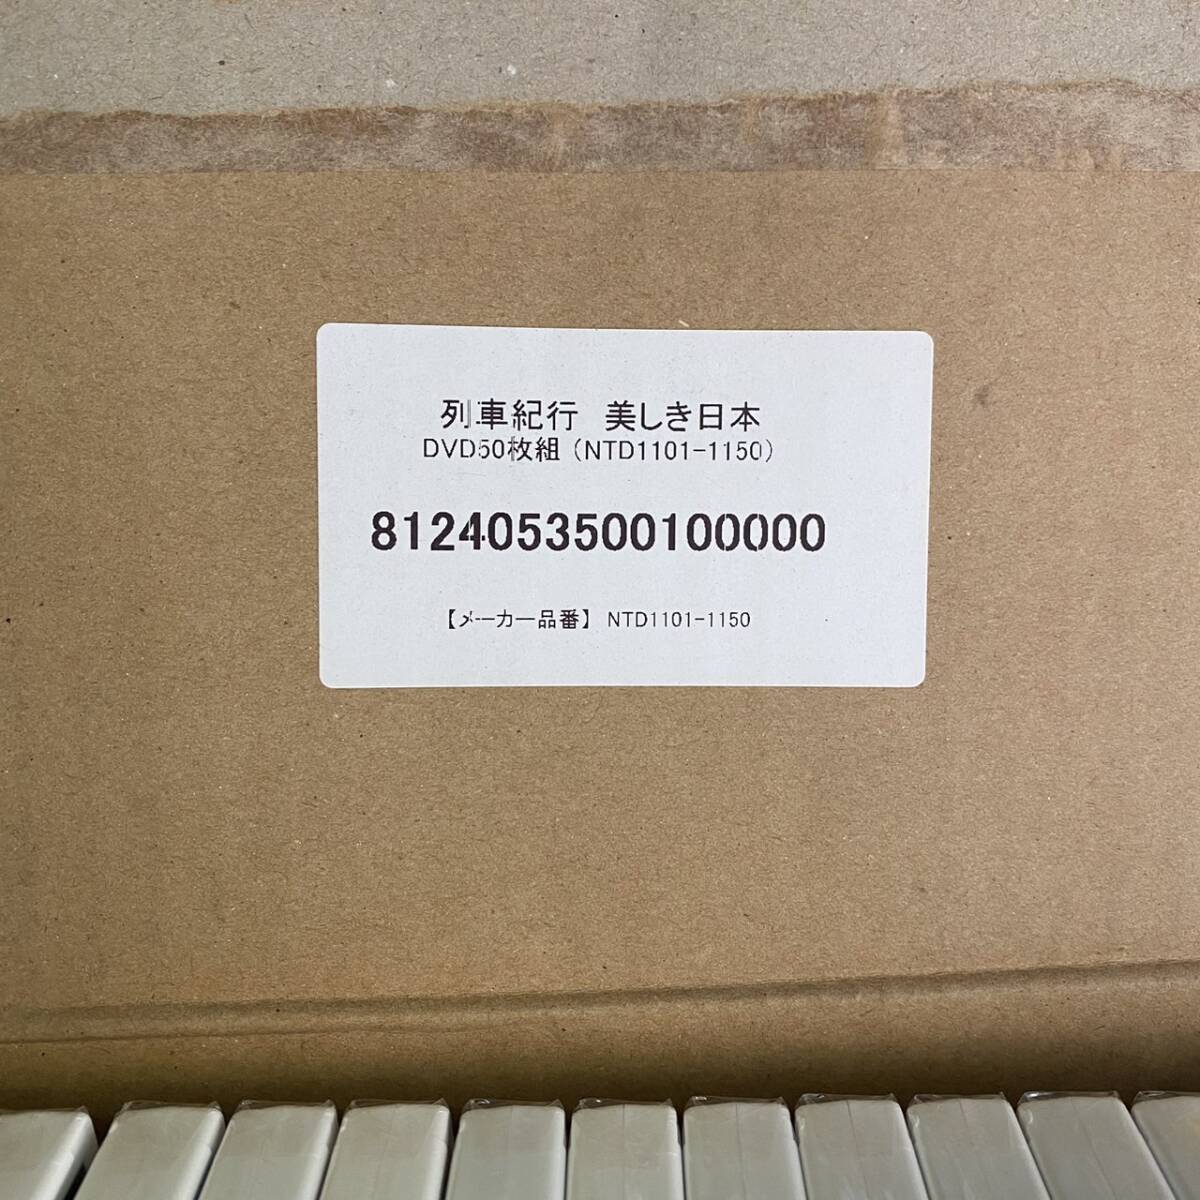 列車紀行 美しき日本
DVD50枚組(NTD1101-1150)
81240535001００000
【メーカー品番】 NTD1101-1150